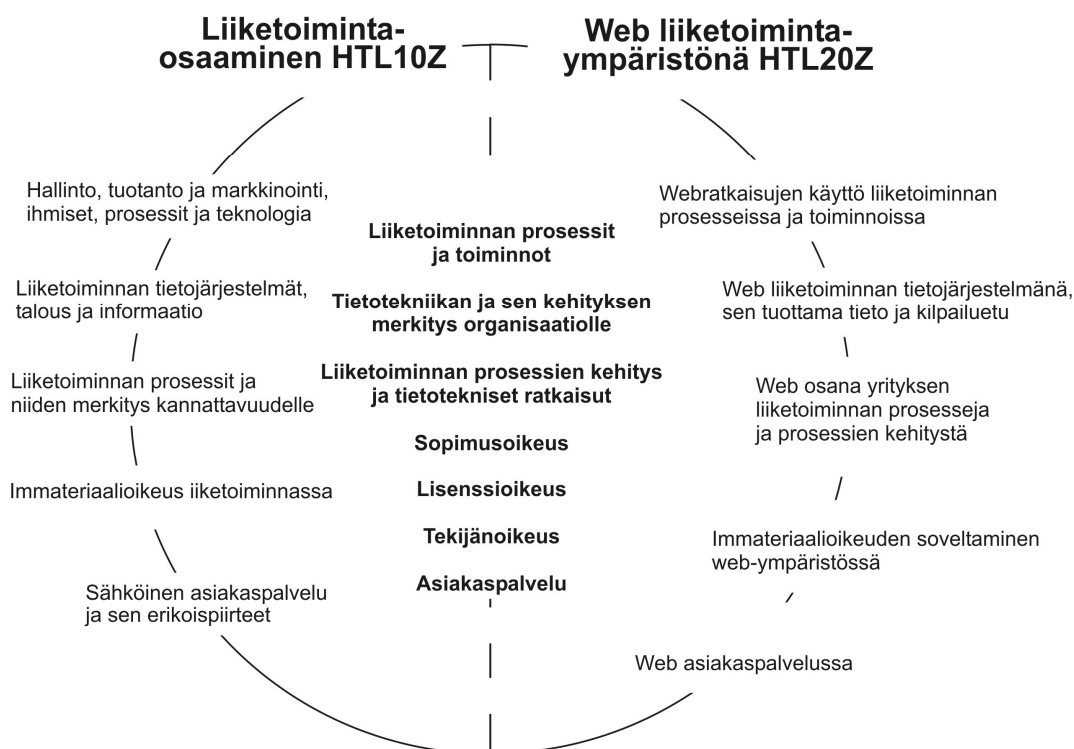 Liiketoiminta-
osaaminen HTL10Z
Web liiketoiminta-
ympäristönä HTL20Z
Hallinto, tuotanto ja markkinointi,
ihmiset, prosessit ja teknologia
Liiketoiminnan tietojärjestelmät,
talous ja informaatio
Liiketoiminnan prosessit ja
niiden merkitys kannattavuudelle
Immateriaalioikeus iiketoiminnassa
Sähköinen asiakaspalvelu
ja sen erikoispiirteet
Liiketoiminnan prosessit
ja toiminnot
Tietotekniikan ja sen kehityksen
merkitys organisaatiolle
Liiketoiminnan prosessien kehitys
ja tietotekniset ratkaisut
Sopimusoikeus
Lisenssioikeus
Tekijänoikeus
Asiakaspalvelu
Webratkaisujen käyttö liiketoiminnan
prosesseissa ja toiminnoissa
Web liiketoiminnan tietojärjestelmänä,
sen tuottama tieto ja kilpailuetu
Web osana yrityksen
liiketoiminnan prosesseja
ja prosessien kehitystä
Immateriaalioikeuden soveltaminen
web-ympäristössä
Web asiakaspalvelussa